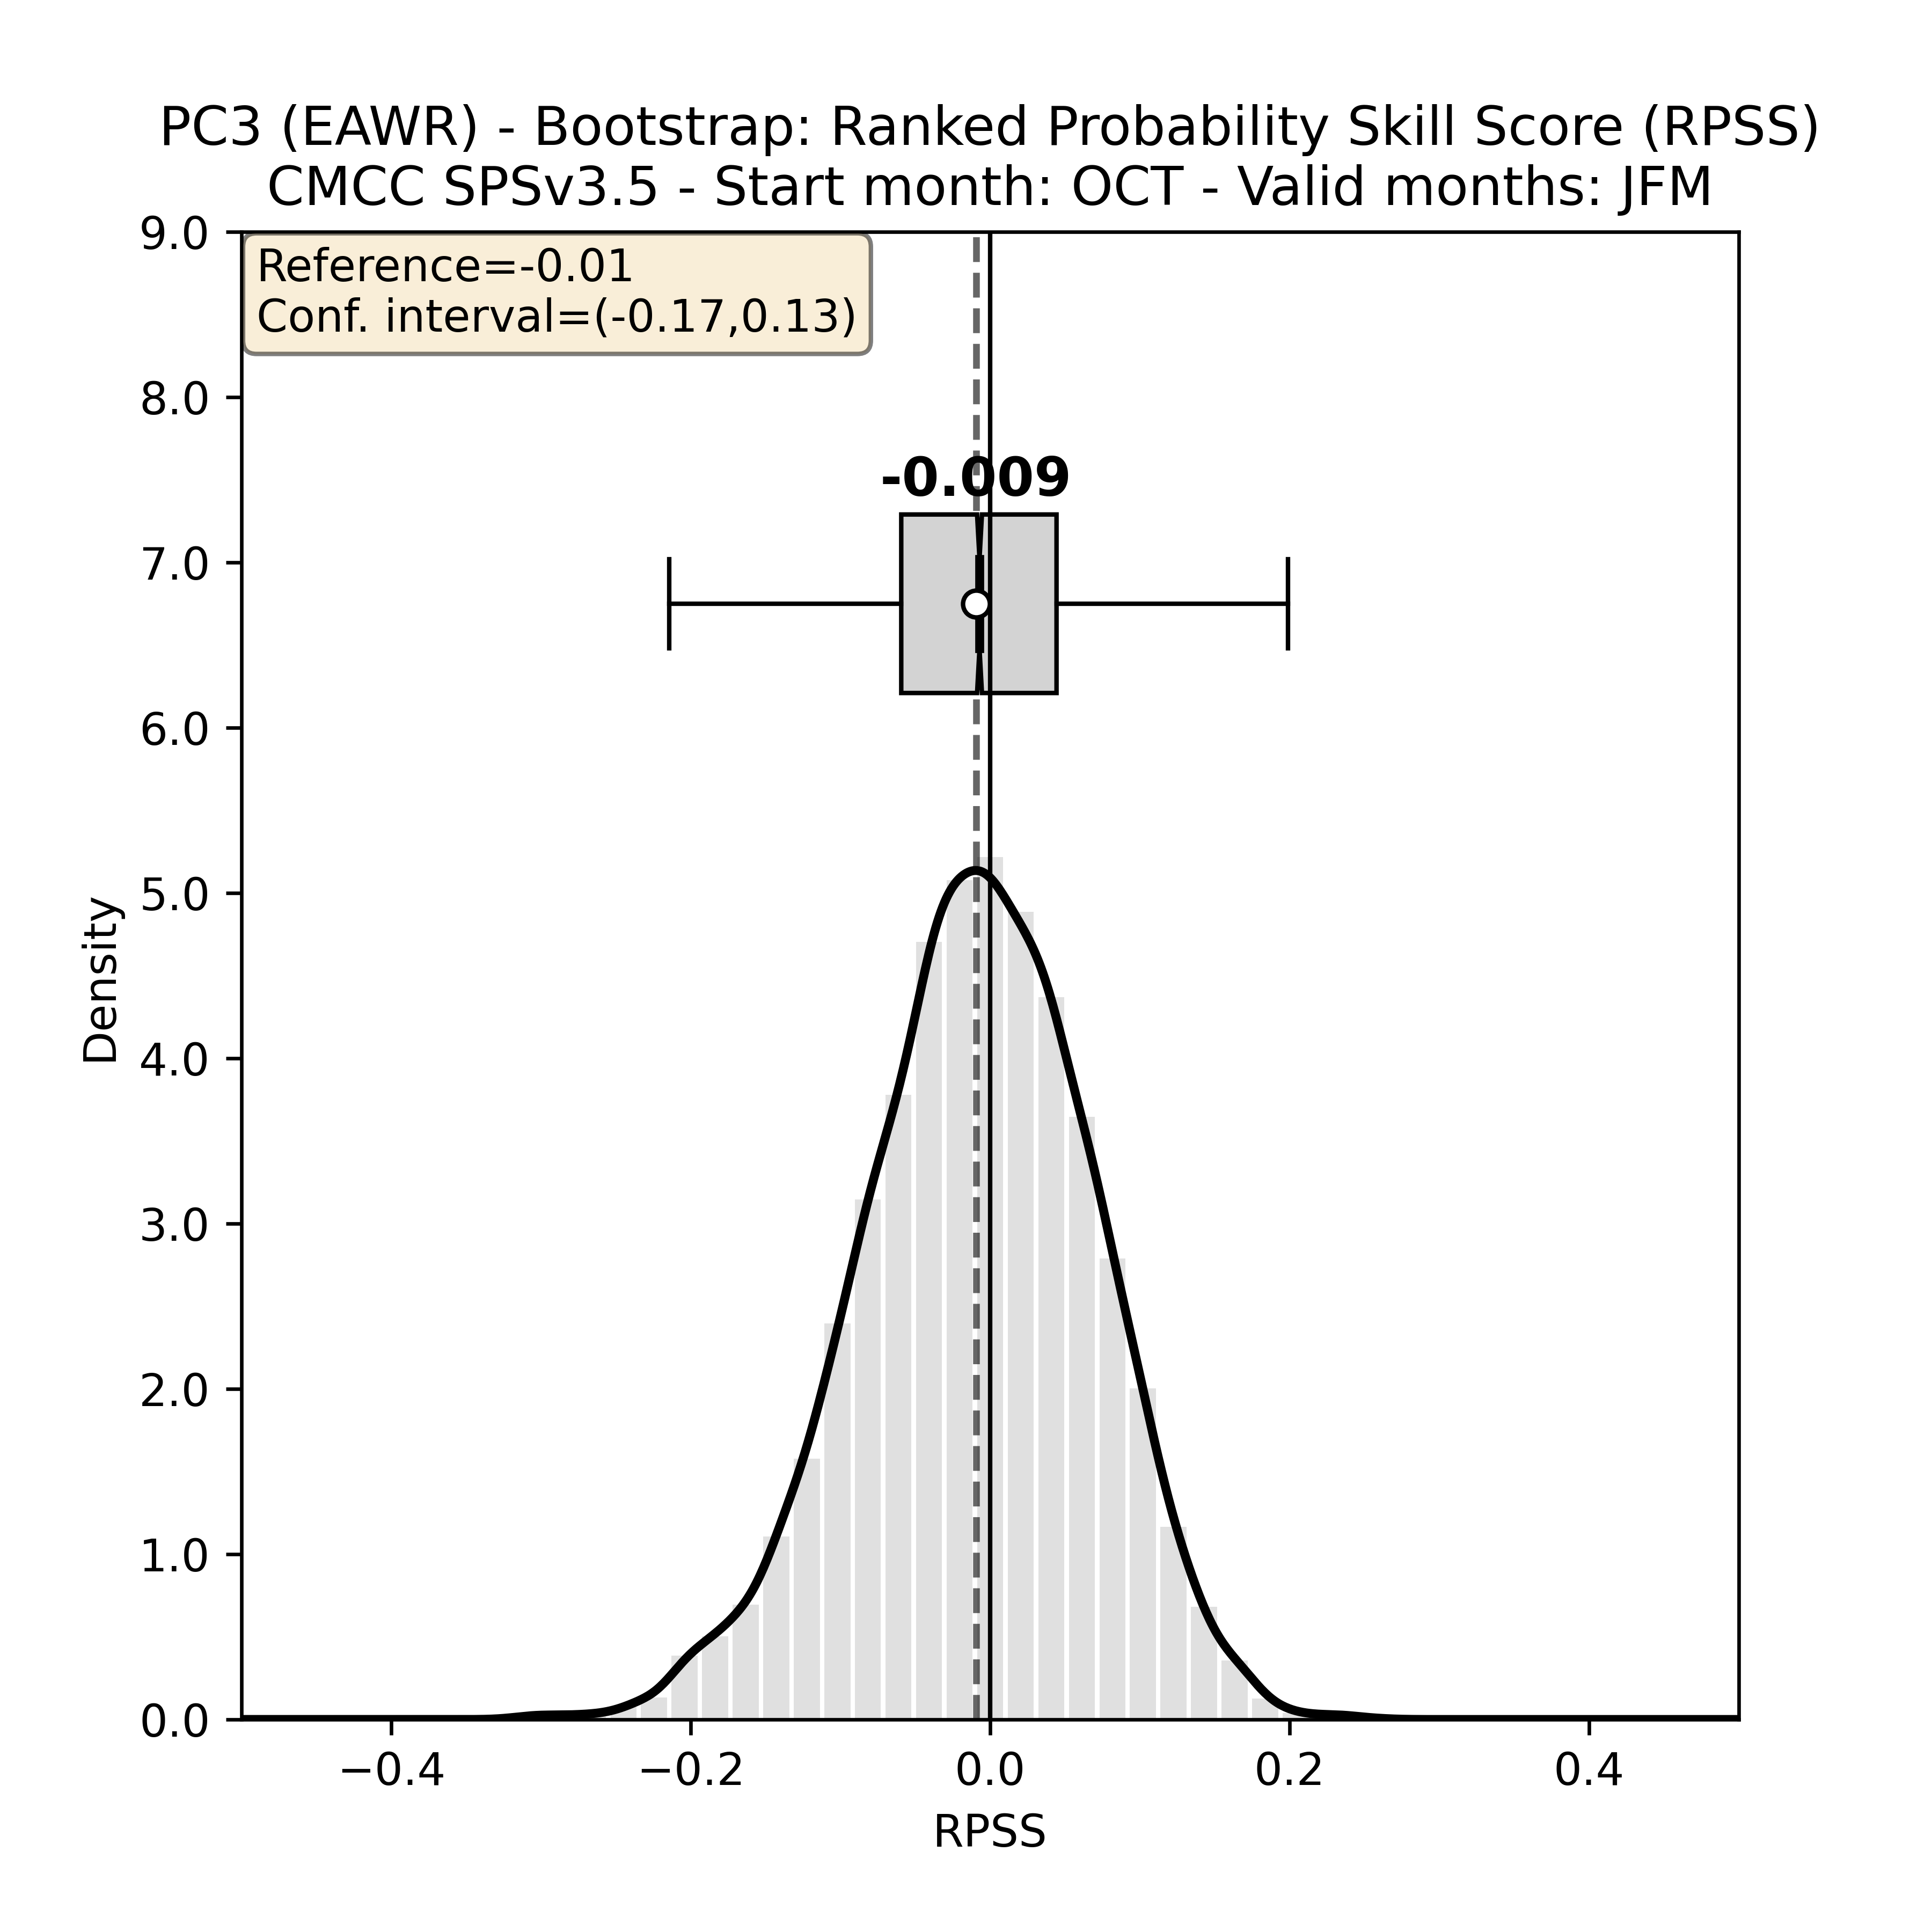 PC3 (EAWR) - Bootstrap: Ranked Probability Skill Score (RPSS)
CMCC SPSv3.5 - Start month: OCT - Valid months: JFM
Reference=-0.01
Conf. interval=(-0.17,0.13)
-0.009
9.0
8.0
7.0
6.0
5.0
4.0
3.0
2.0
1.0
0.0
Density
−0.4
−0.2
0.0
0.2
0.4
RPSS